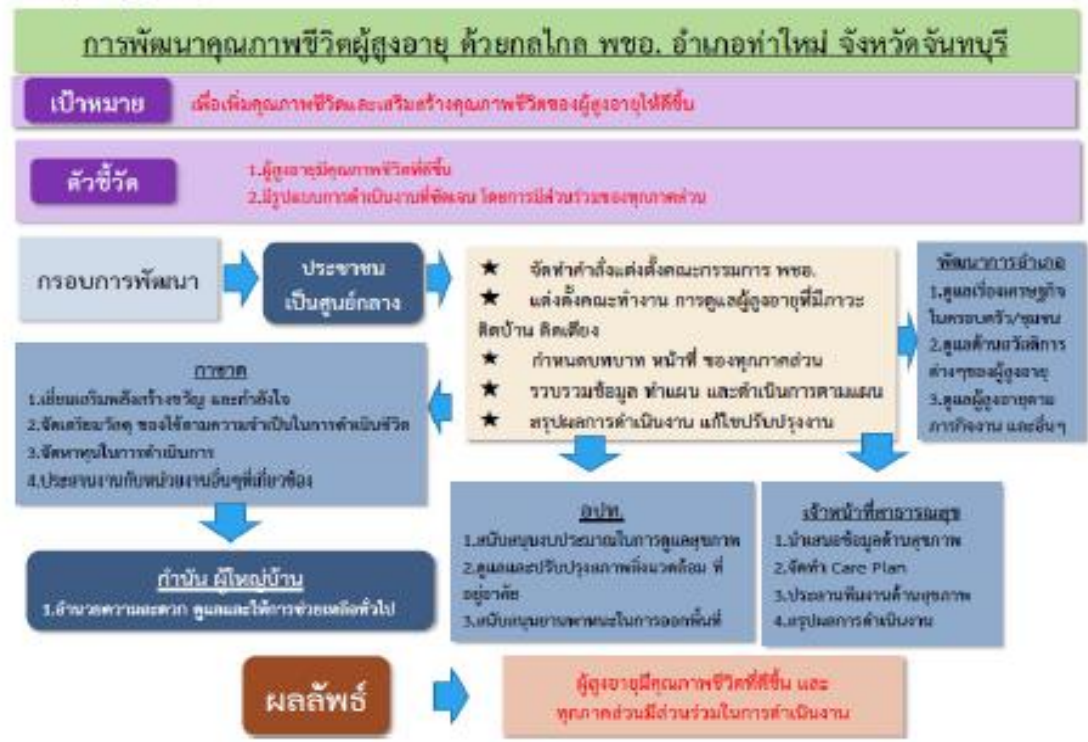 การพัฒนาคุณภาพชีวิตผู้สูงอายุ ด้วยกลไกล พชอ. อำเภอท่าใหม่ จังหวัดจันทบุรี
เป้าหมาย
เพื่อเพิ่มคุณภาพชีวิตและเสริมสร้างคุณภาพชีวิตของผู้สูงอายุให้ดีขึ้น
ตัวชี้วัด
1.ผู้สูงอายุมีคุณภาพชีวิตที่ดีขึ้น
2.มีรูปแบบการดำเนินงานที่ชัดเจน โดยการมีส่วนร่วมของทุกภาคส่วน
กรอบการพัฒนา
ประชาชน
เป็นศูนย์กลาง
★ จัดทำคำสั่งแต่งตั้งคณะกรรมการ พชอ.
★ แต่งตั้งคณะทำงาน การดูแลผู้สูงอายุที่มีภาวะ
ติดบ้าน ติดเตียง
★ กำหนดบทบาท หน้าที่ ของทุกภาคส่วน
★ รวบรวมข้อมูล ทำแผน และดำเนินการตามแผน
★ สรุปผลการดำเนินงาน แก้ไขปรับปรุงงาน
พัฒนาการอำเภอ
1.ดูแลเรื่องเศรษฐกิจ
ในครอบครัว/ชุมชน
2.ดูแลด้านสวัสดิการ
ต่างๆของผู้สูงอายุ
3.ดูแลผู้สูงอายุตาม
ภารกิจงาน และอื่นๆ
กาชาด
1.เยี่ยมเสริมพลังสร้างขวัญ และกำลังใจ
2.จัดเตรียมวัสดุ ของใช้ตามความจำเป็นในการดำเนินชีวิต
3.จัดหาทุนในการดำเนินการ
4.ประสานงานกับหน่วยงานอื่นๆที่เกี่ยวข้อง
กำนัน ผู้ใหญ่บ้าน
1.อำนวยความสะดวก ดูแลและให้การช่วยเหลือทั่วไป
อปท.
1.สนับสนุนงบประมาณในการดูแลสุขภาพ
2.ดูแลและปรับปรุงสภาพสิ่งแวดล้อม ที่
อยู่อาศัย
3.สนับสนุนยานพาหนะในการออกพื้นที่
เจ้าหน้าที่สาธารณสุข
1.นำเสนอข้อมูลด้านสุขภาพ
2.จัดทำ Care Plan
3.ประสานทีมงานด้านสุขภาพ
4.สรุปผลการดำเนินงาน
ผลลัพธ์
ผู้สูงอายุมีคุณภาพชีวิตที่ดีขึ้น และ
ทุกภาคส่วนมีส่วนร่วมในการดำเนินงาน